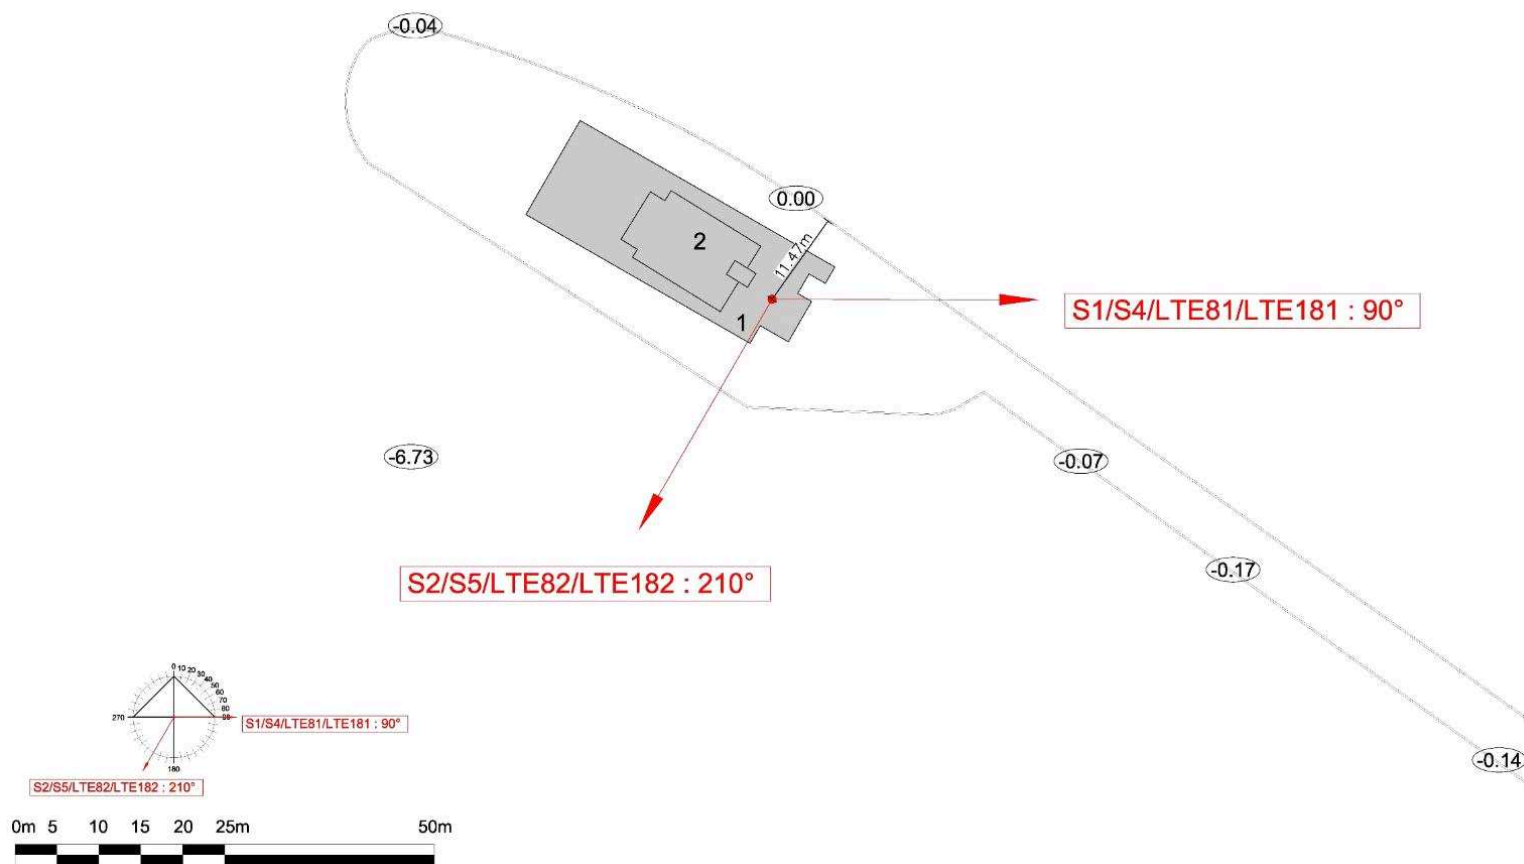 -0.04
0.00
2
11.47m
S1/S4/LTE81/LTE181 : 90°
1
-6.73
-0.07
S2/S5/LTE82/LTE182 : 210°
-0.17
0 10 20 30 40 50 60 70 80
270
S1/S4/LTE81/LTE181 : 90°
180
S2/S5/LTE82/LTE182 : 210°
-0.14
0m 5 10 15 20 25m 50m